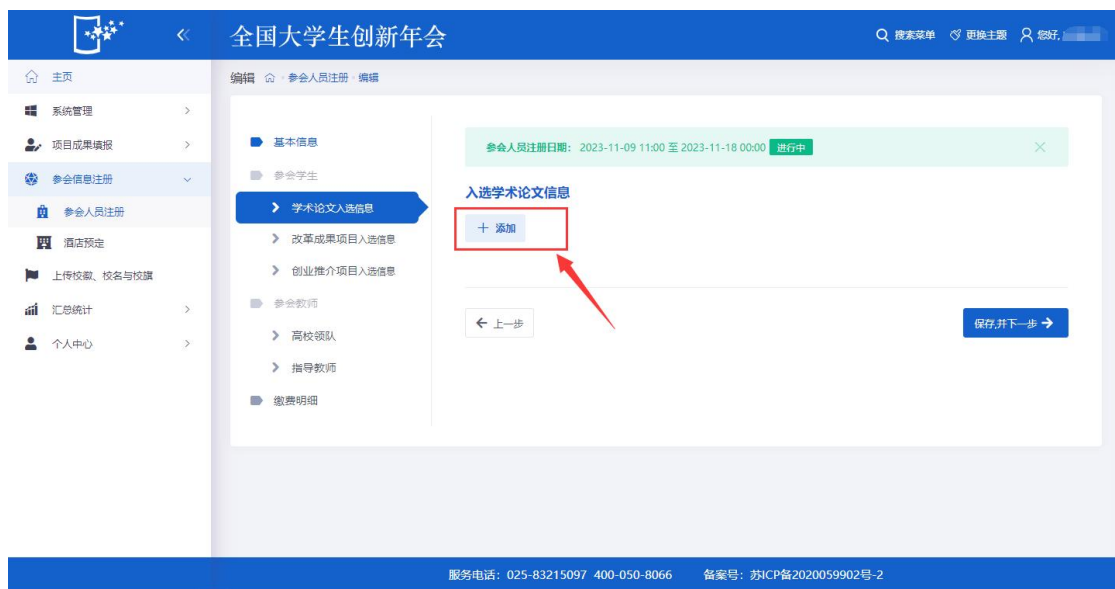 全国大学生创新年会
搜索菜单 更换主题 您好,
主页
系统管理
项目成果填报
参会信息注册
参会人员注册
酒店预定
上传校徽、校名与校旗
汇总统计
个人中心
编辑 参会人员注册 编辑
基本信息
参会学生
学术论文入选信息
改革成果项目入选信息
创业推介项目入选信息
参会教师
高校领队
指导教师
缴费明细
参会人员注册日期: 2023-11-09 11:00 至 2023-11-18 00:00 进行中
入选学术论文信息
添加
上一步
保存,并下一步
服务电话: 025-83215097 400-050-8066 备案号: 苏ICP备2020059902号-2